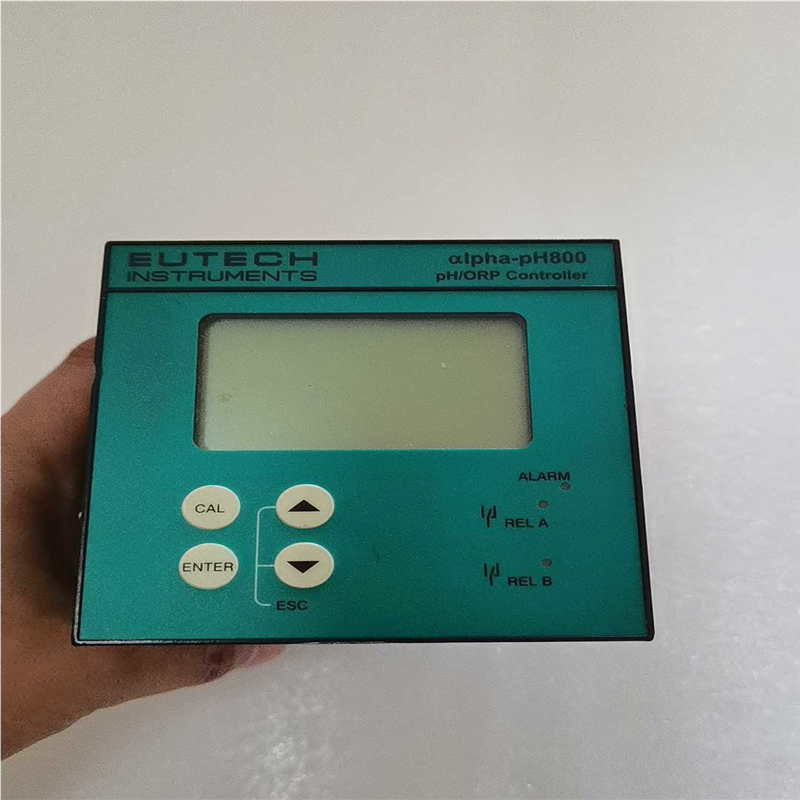 EUTECH
INSTRUMENTS
αlpha-pH800
pH/ORP Controller
CAL
ENTER
ESC
ALARM
REL A
REL B